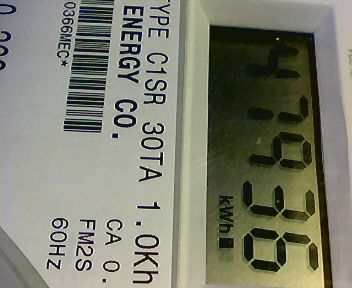 47936
kWh
TYPE C1SR 30TA 1.0Kh
ENERGY CO.
CA 0.
FM2S
60HZ
0366MEC*